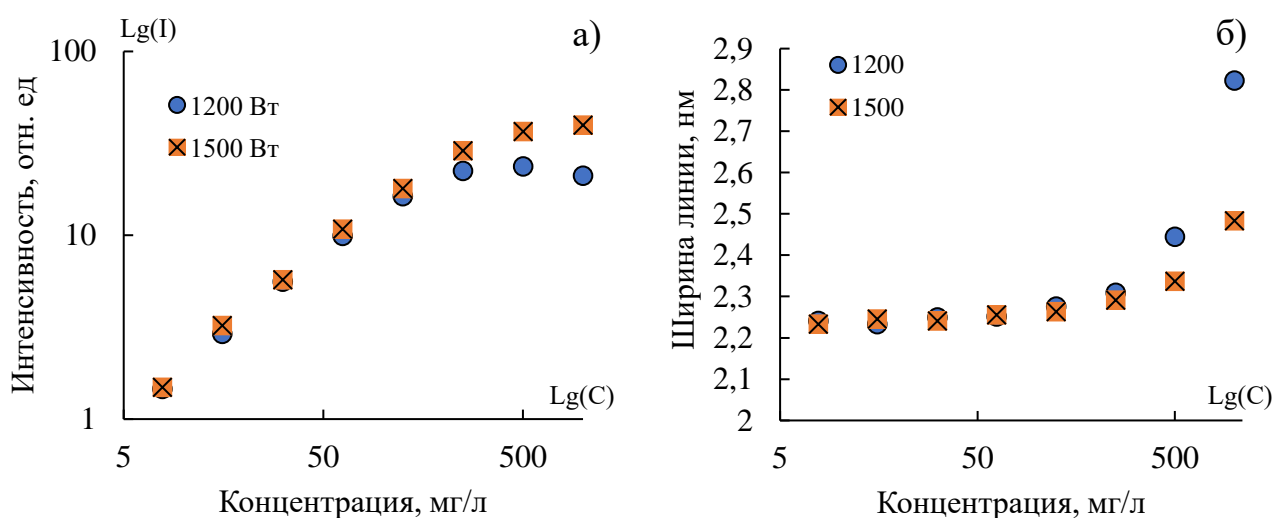 Lg(I)
а)
100
10
1
1200 Вт
1500 Вт
Интенсивность, отн. ед
Lg(C)
5
50
500
Концентрация, мг/л
б)
2,9
2,8
2,7
2,6
2,5
2,4
2,3
2,2
2,1
2
1200
1500
Ширина линии, нм
Lg(C)
5
50
500
Концентрация, мг/л